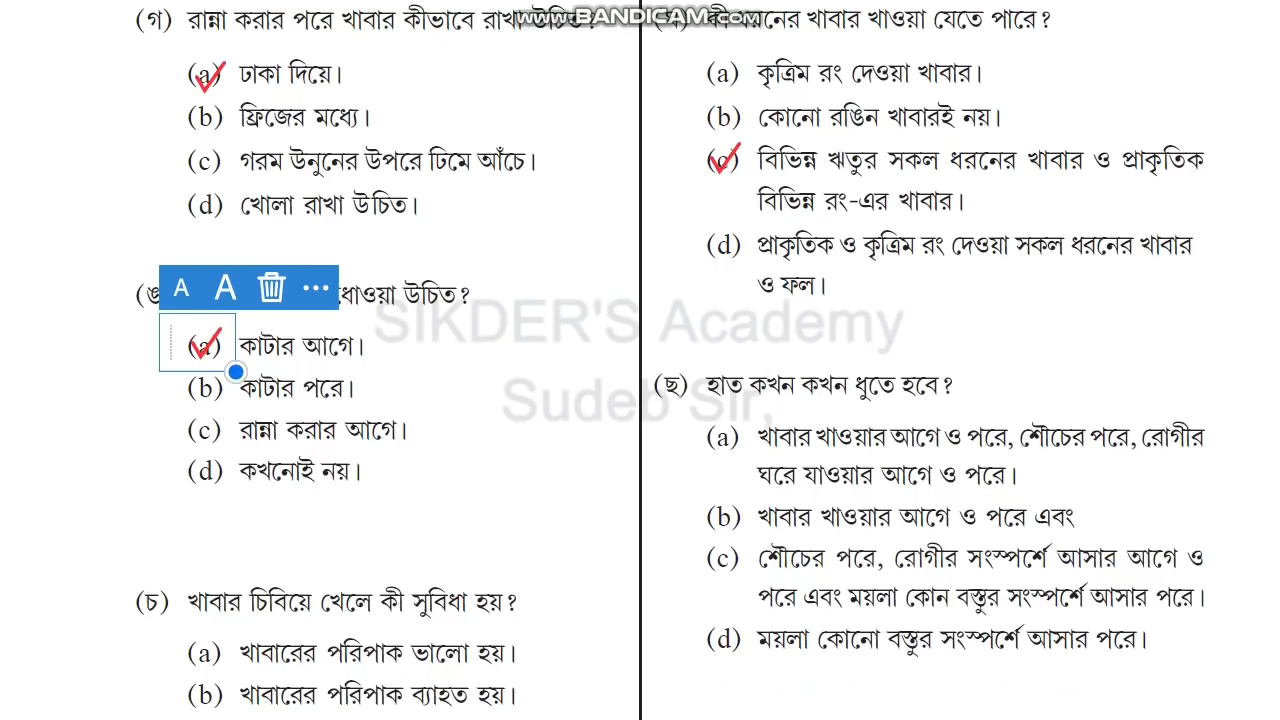 www.BANDICAM.com
(গ) রান্না করার পরে খাবার কীভাবে রাখা উচিত?
(a) ঢাকা দিয়ে।
(b) ফ্রিজের মধ্যে।
(c) গরম উনুনের উপরে ঢিমে আঁচে।
(d) খোলা রাখা উচিত।
A A
(ঙ ধোওয়া উচিত?
(a) কাটার আগে।
(b) কাটার পরে।
(c) রান্না করার আগে।
(d) কখনোই নয়।
(চ) খাবার চিবিয়ে খেলে কী সুবিধা হয়?
(a) খাবারের পরিপাক ভালো হয়।
(b) খাবারের পরিপাক ব্যাহত হয়।
ধরনের খাবার খাওয়া যেতে পারে?
(a) কৃত্রিম রং দেওয়া খাবার।
(b) কোনো রঙিন খাবারই নয়।
(c) বিভিন্ন ঋতুর সকল ধরনের খাবার ও প্রাকৃতিক
বিভিন্ন রং-এর খাবার।
(d) প্রাকৃতিক ও কৃত্রিম রং দেওয়া সকল ধরনের খাবার
ও ফল।
SIKDER'S Academy
Sudeb Sir,
(ছ) হাত কখন কখন ধুতে হবে?
(a) খাবার খাওয়ার আগে ও পরে, শৌচের পরে, রোগীর
ঘরে যাওয়ার আগে ও পরে।
(b) খাবার খাওয়ার আগে ও পরে এবং
(c) শৌচের পরে, রোগীর সংস্পর্শে আসার আগে ও
পরে এবং ময়লা কোন বস্তুর সংস্পর্শে আসার পরে।
(d) ময়লা কোনো বস্তুর সংস্পর্শে আসার পরে।